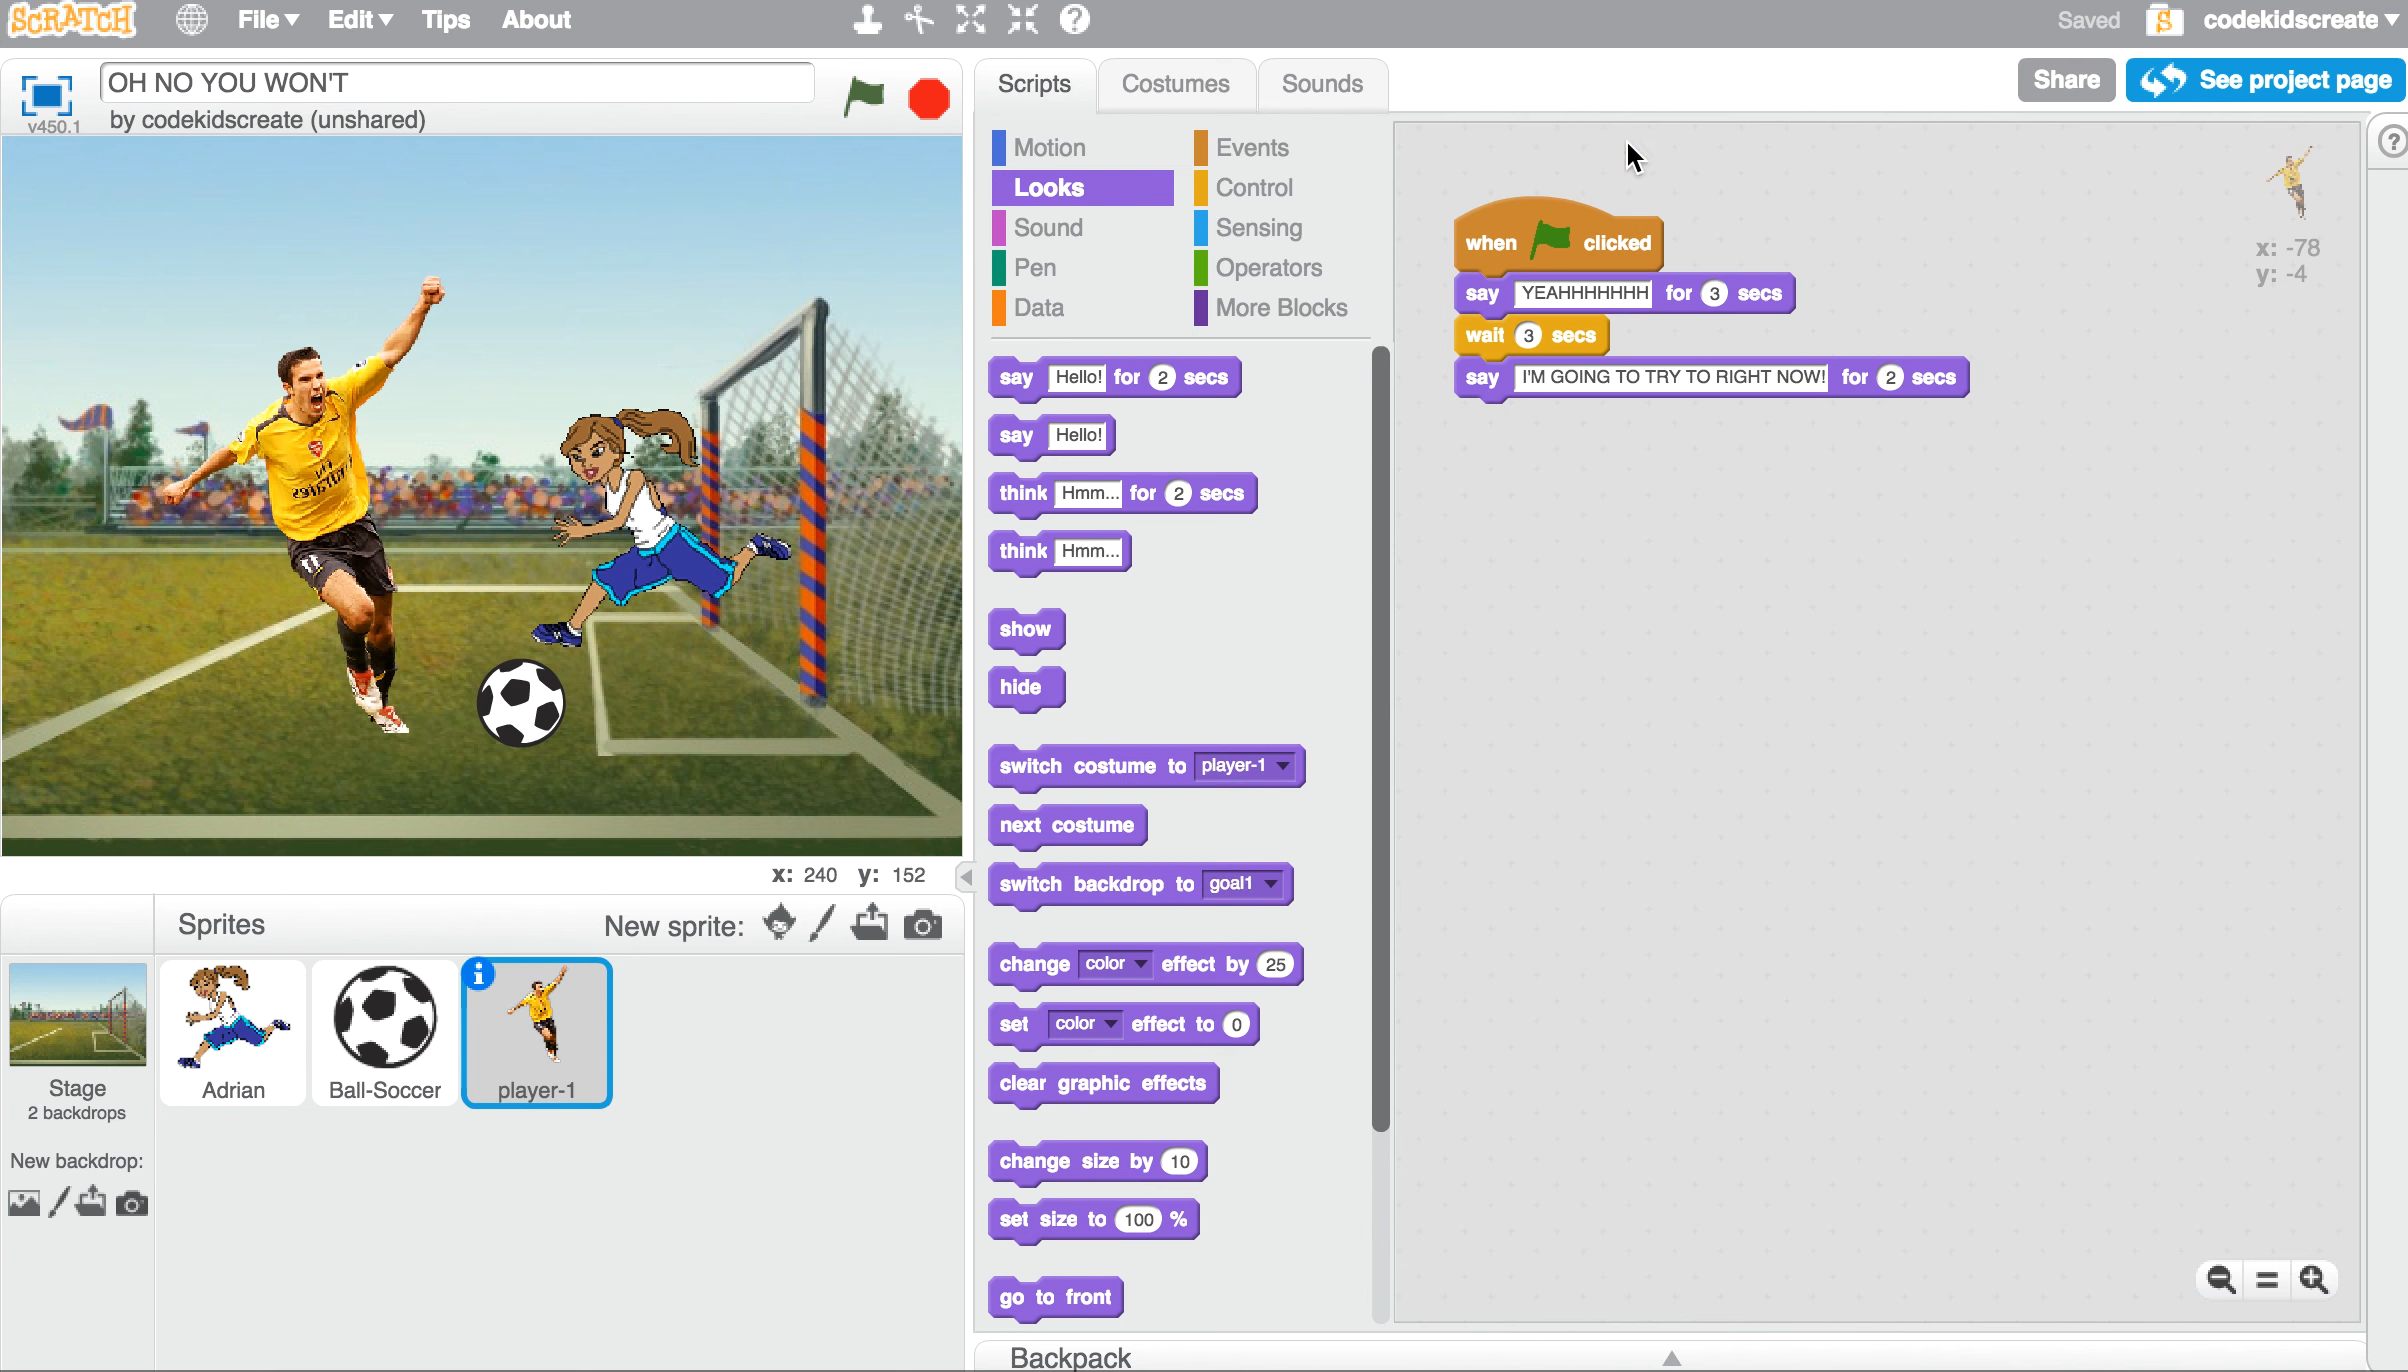 SCRATCH File Edit Tips About Saved codekidscreate
OH NO YOU WON'T
v450.1 by codekidscreate (unshared)
Scripts Costumes Sounds Share See project page
Motion Events
Looks Control
Sound Sensing
Pen Operators
Data More Blocks
say Hello! for 2 secs
say Hello!
think Hmm... for 2 secs
think Hmm...
show
hide
switch costume to player-1
next costume
switch backdrop to goal1
change color effect by 25
set color effect to 0
clear graphic effects
change size by 10
set size to 100 %
go to front
when clicked
say YEAHHHHHHH for 3 secs
wait 3 secs
say I'M GOING TO TRY TO RIGHT NOW! for 2 secs
x: -78
y: -4
x: 240 y: 152
Sprites New sprite:
Stage
2 backdrops
New backdrop:
Adrian Ball-Soccer player-1
Backpack